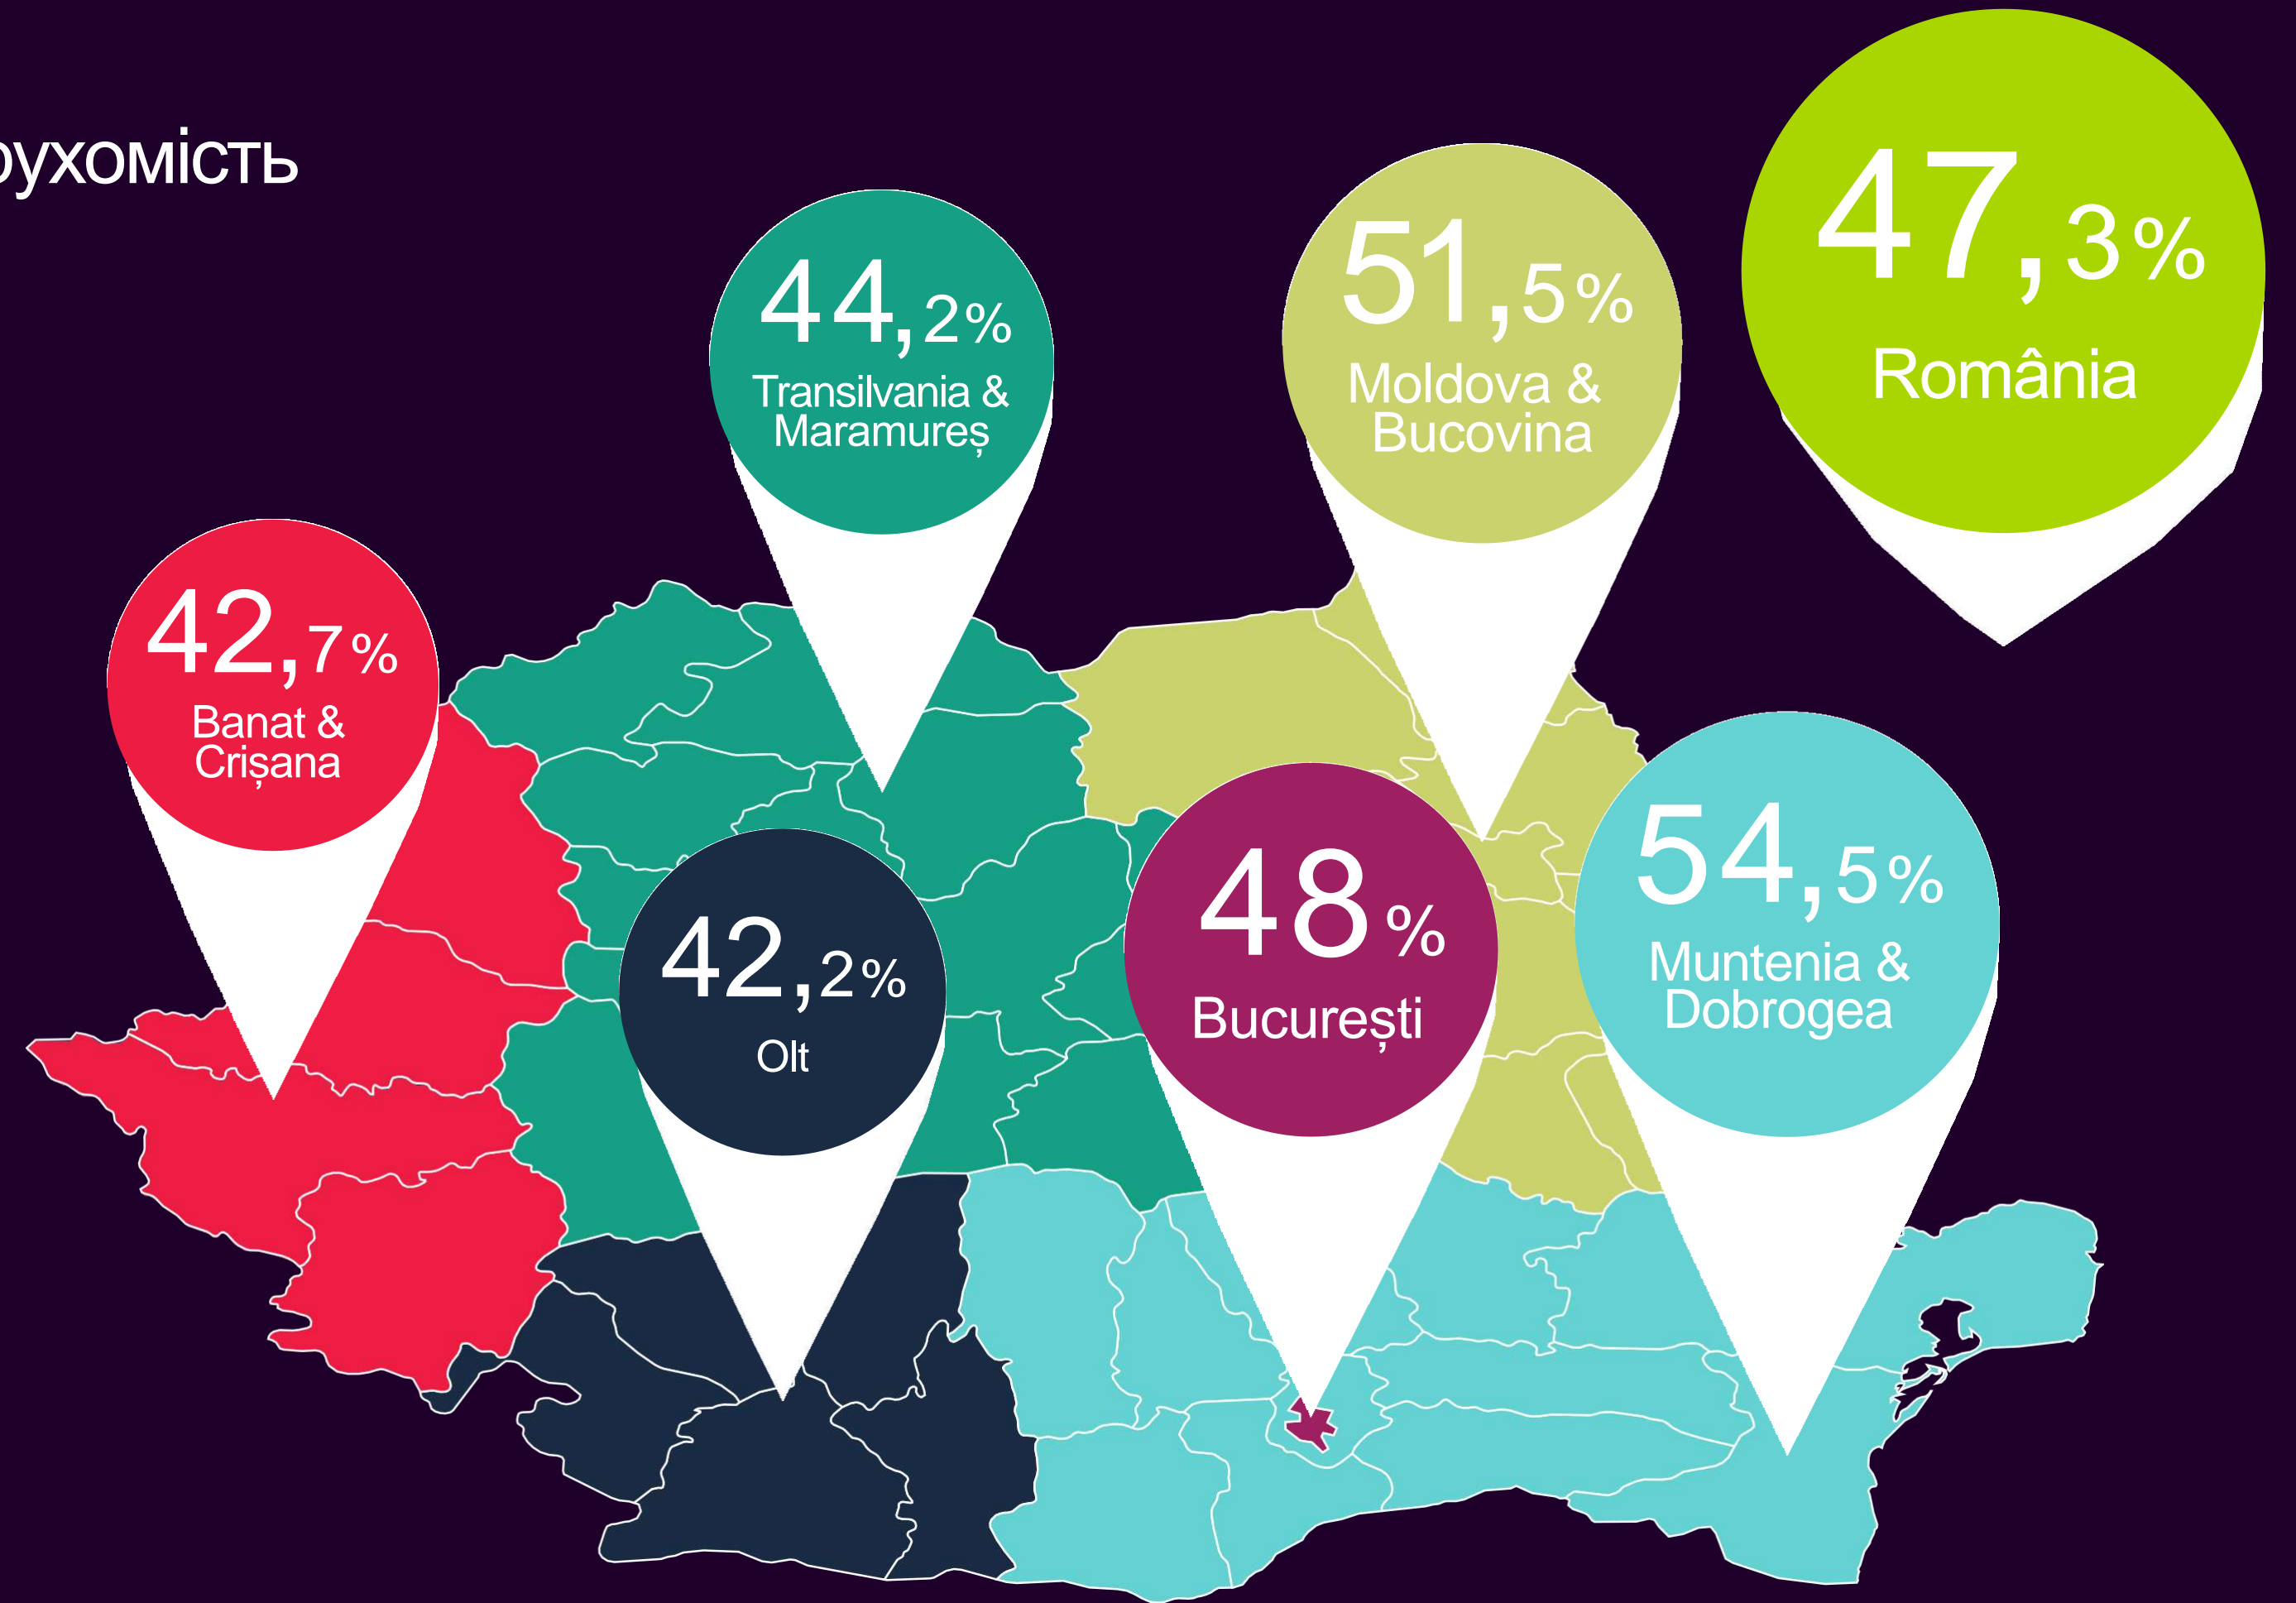 рухомість
47,3%
România
51,5%
Moldova &
Bucovina
44,2%
Transilvania &
Maramureș
42,7%
Banat &
Crișana
54,5%
Muntenia &
Dobrogea
48%
București
42,2%
Olt